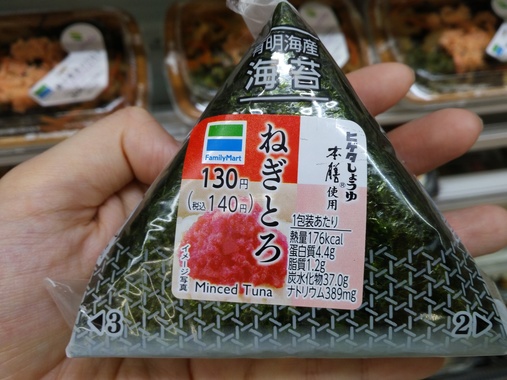 有明海産
海苔
FamilyMart
130円
(税込140円)
ねぎとろ
ヒゲタしょうゆ
本膳®使用
1包装あたり
熱量176kcal
蛋白質4.4g
脂質1.2g
炭水化物37.0g
ナトリウム389mg
イメージ写真
Minced Tuna
◁3
2▷